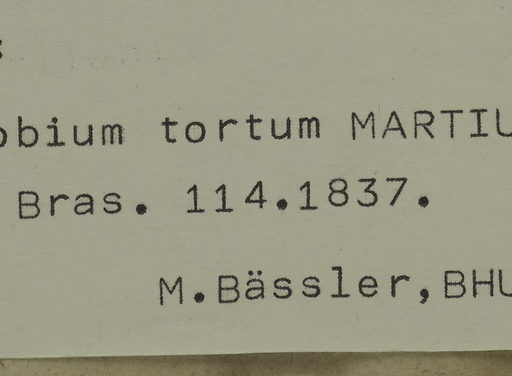 obium tortum MARTIU
Bras. 114.1837.
M.Bässler,BHU